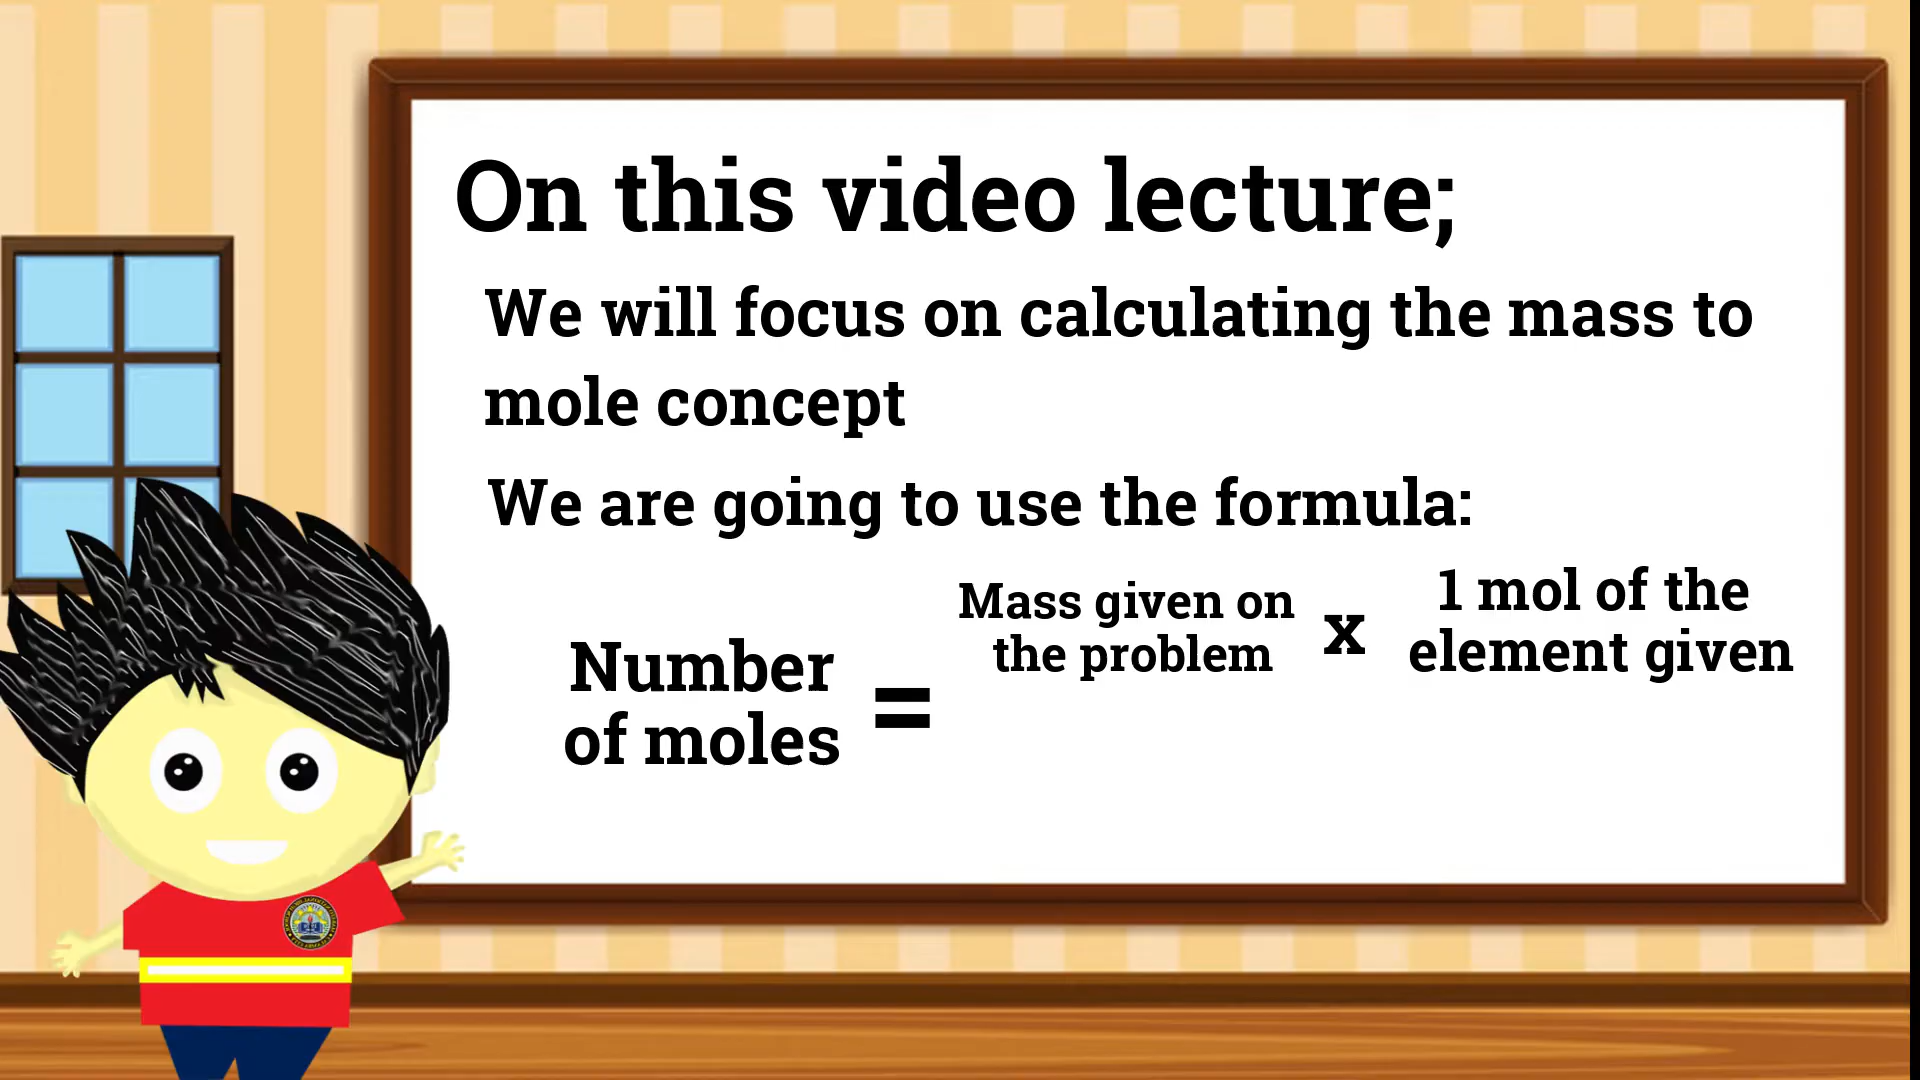 On this video lecture;
We will focus on calculating the mass to
mole concept
We are going to use the formula:
Number
of moles
=
Mass given on
the problem
x
1 mol of the
element given